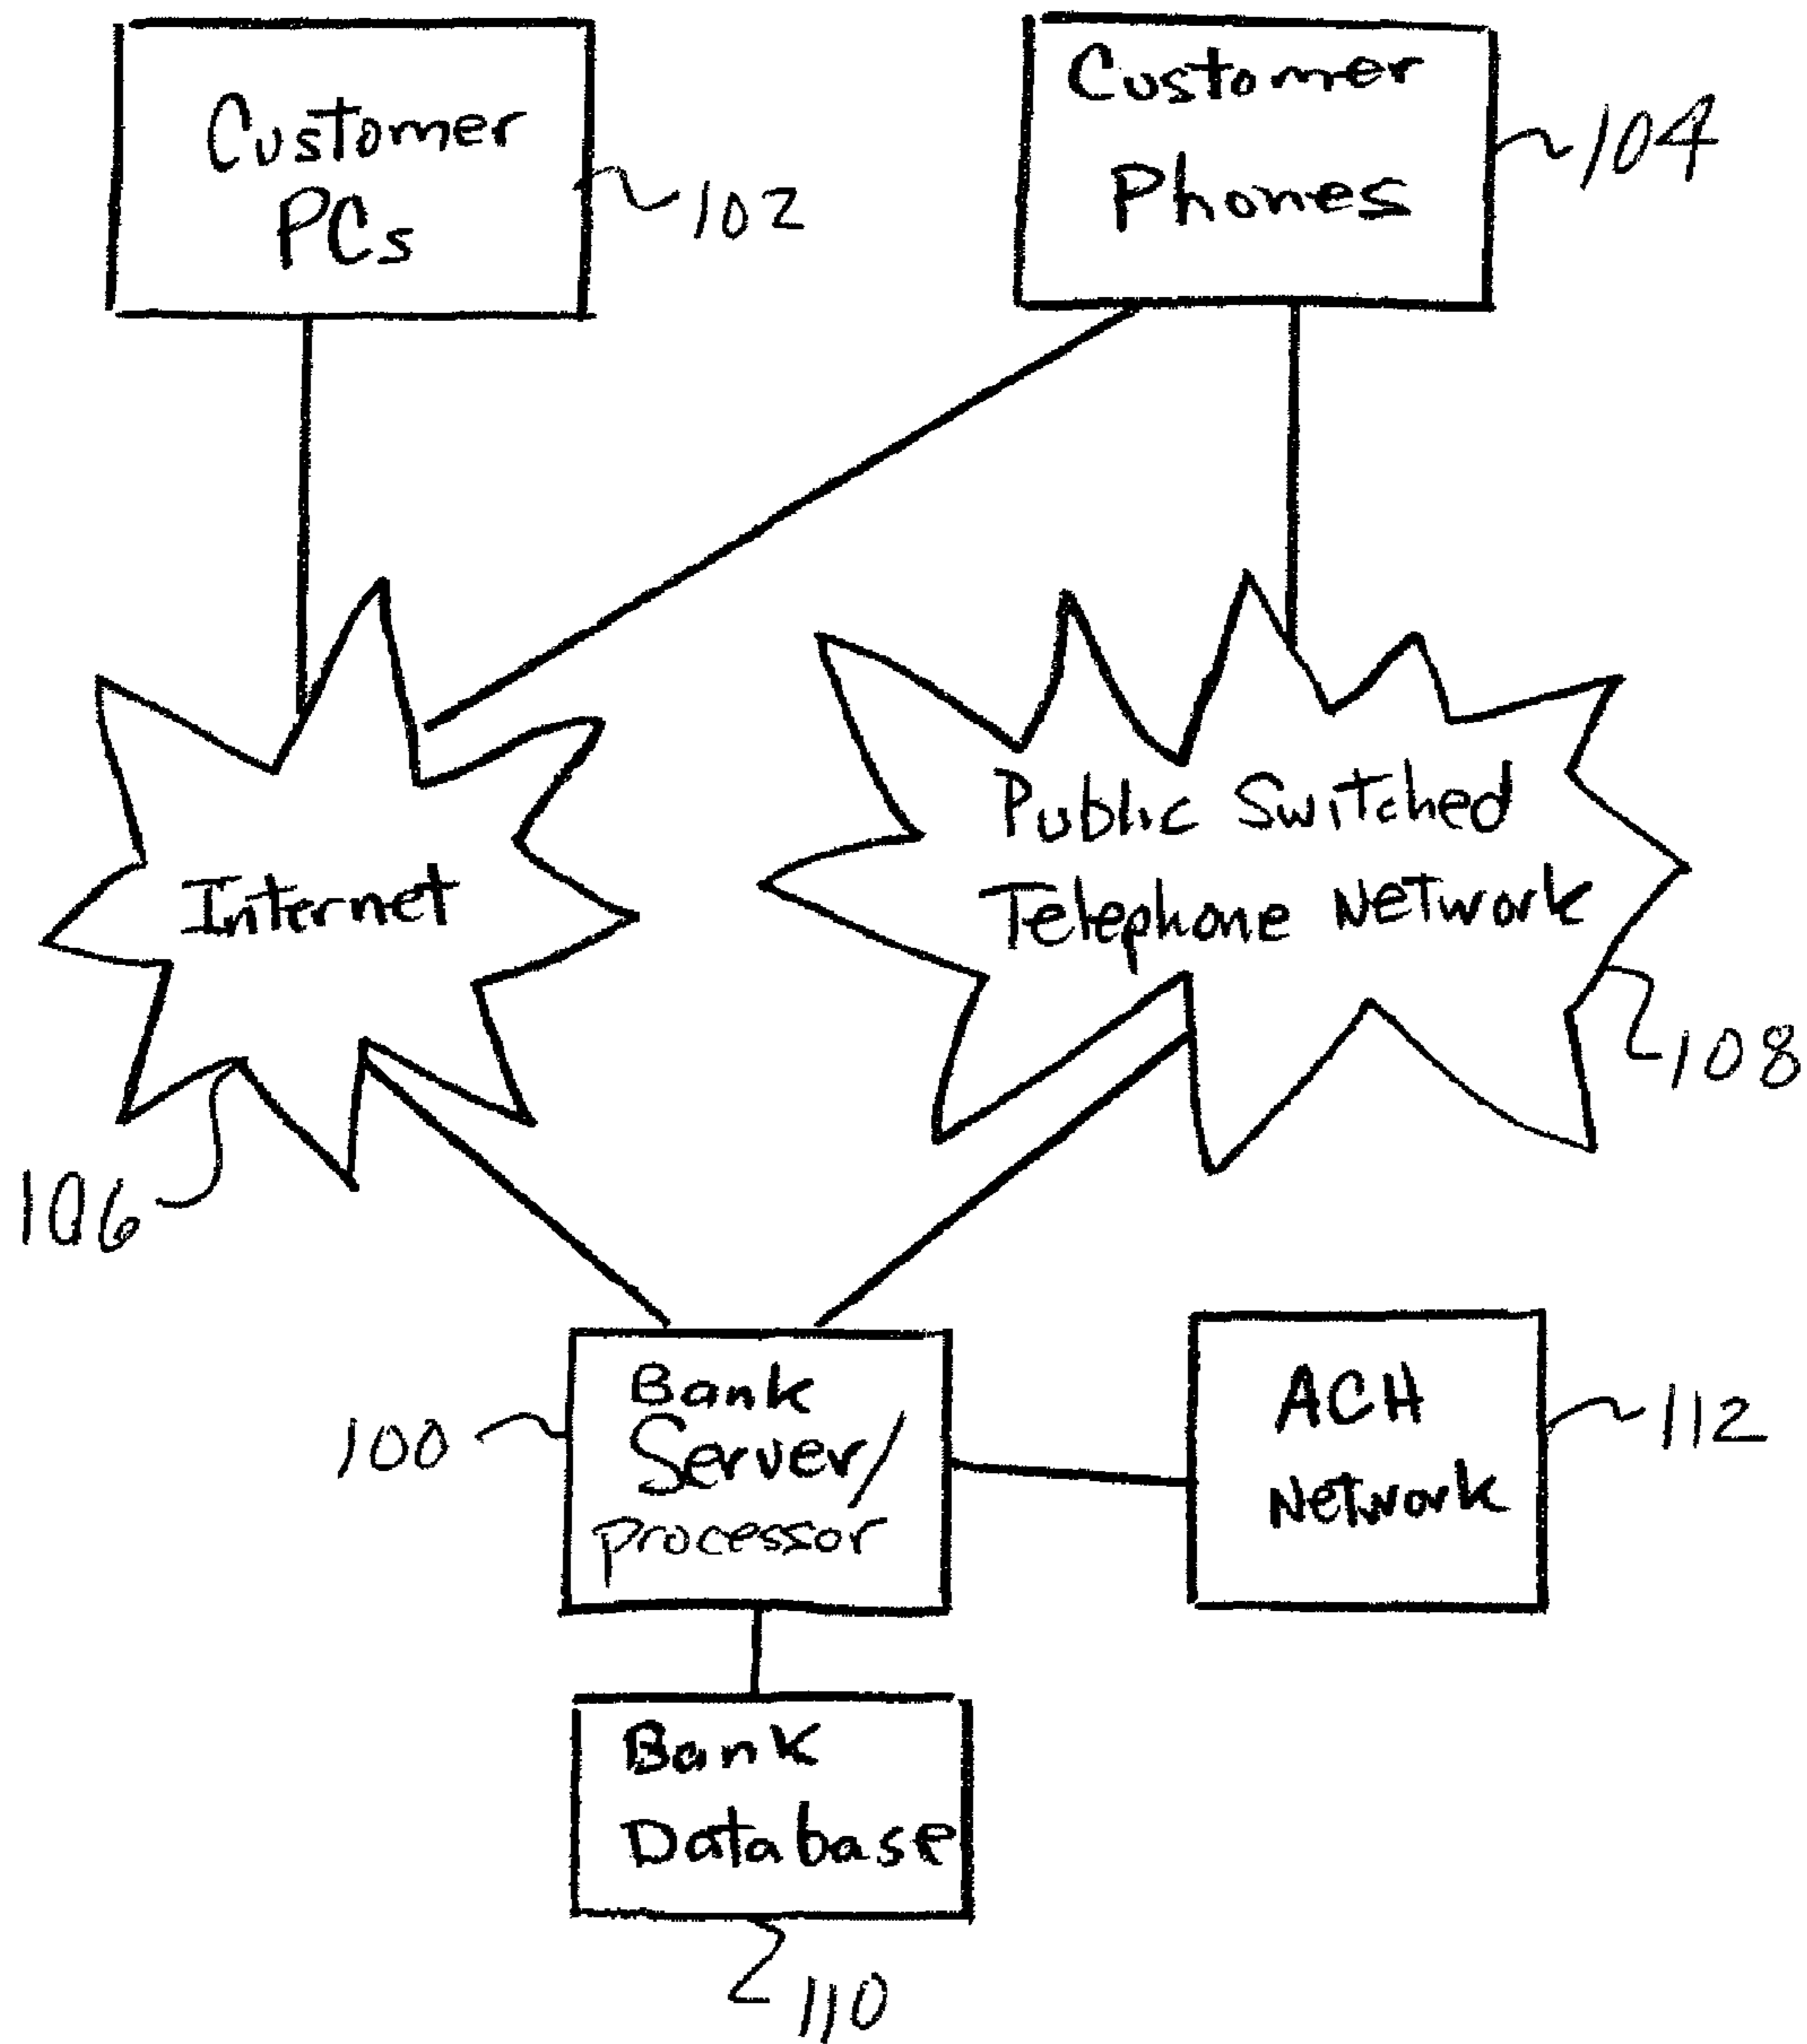 Customer
PCs
102
Customer
Phones
104
Internet
106
Public Switched
Telephone Network
108
Bank
Server/
processor
100
ACH
Network
112
Bank
Database
110